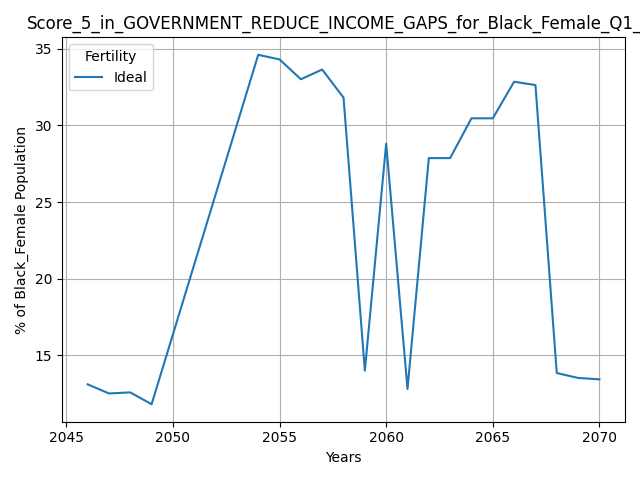 Score_5_in_GOVERNMENT_REDUCE_INCOME_GAPS_for_Black_Female_Q1_
Fertility
Ideal
35
30
25
20
15
% of Black_Female Population
2045 2050 2055 2060 2065 2070
Years